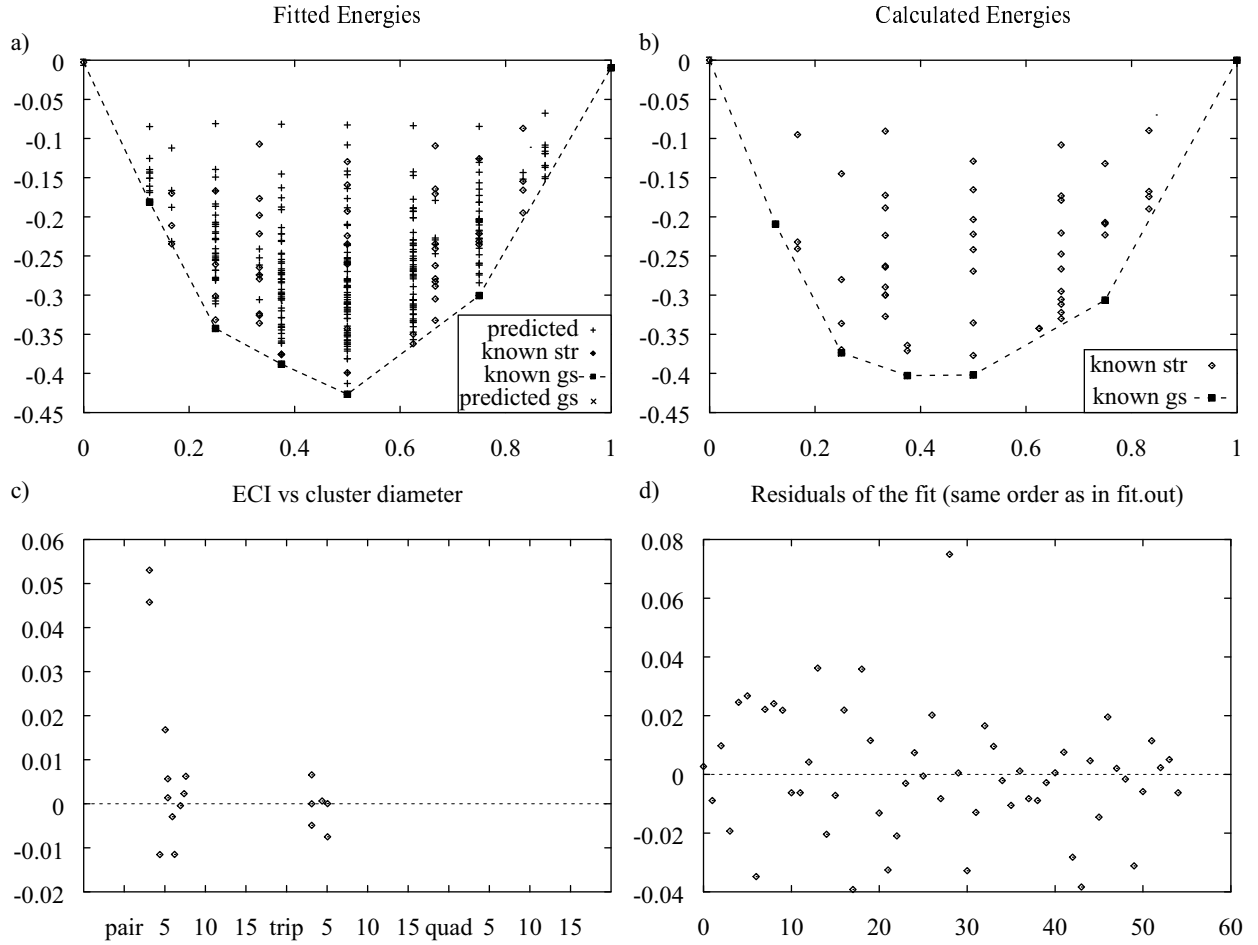 Fitted Energies
a)
0
-0.05
-0.1
-0.15
-0.2
-0.25
-0.3
-0.35
-0.4
-0.45
0 0.2 0.4 0.6 0.8 1
predicted
known str
known gs
predicted gs
Calculated Energies
b)
0
-0.05
-0.1
-0.15
-0.2
-0.25
-0.3
-0.35
-0.4
-0.45
0 0.2 0.4 0.6 0.8 1
known str
known gs
c)
ECI vs cluster diameter
0.06
0.05
0.04
0.03
0.02
0.01
0
-0.01
-0.02
pair 5 10 15 trip 5 10 15 quad 5 10 15
d)
Residuals of the fit (same order as in fit.out)
0.08
0.06
0.04
0.02
0
-0.02
-0.04
0 10 20 30 40 50 60